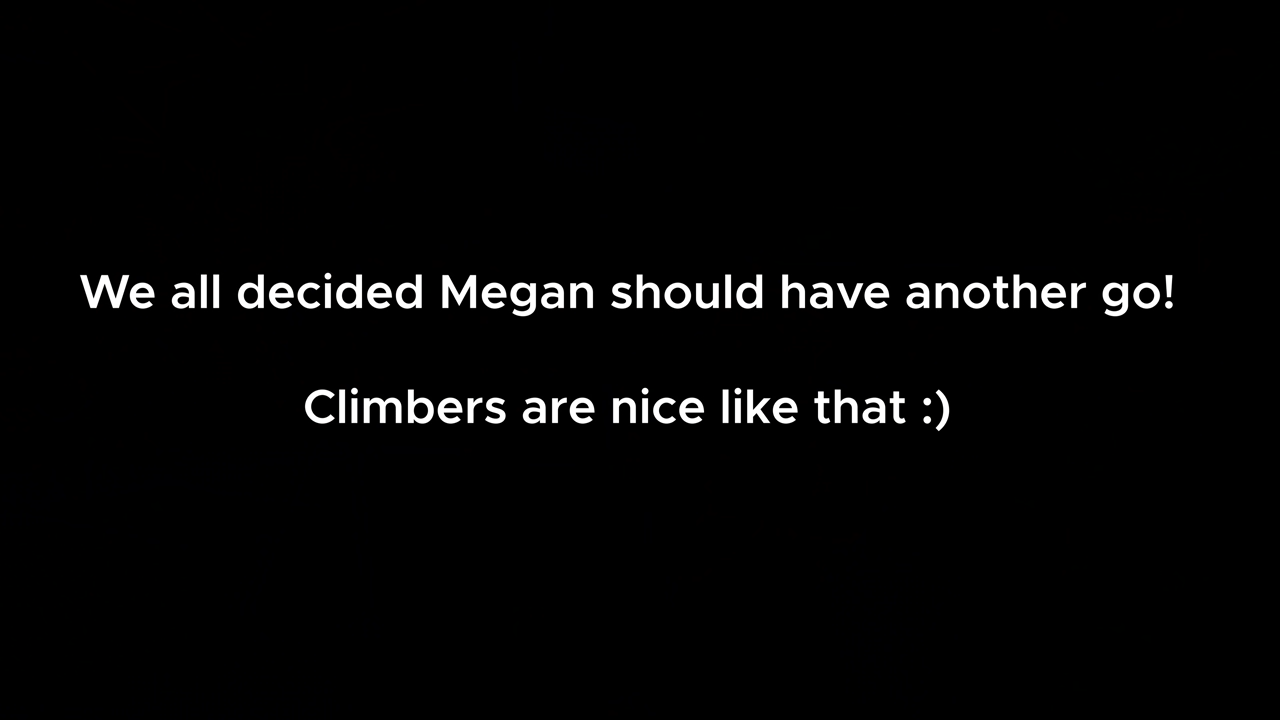 We all decided Megan should have another go!
Climbers are nice like that :)